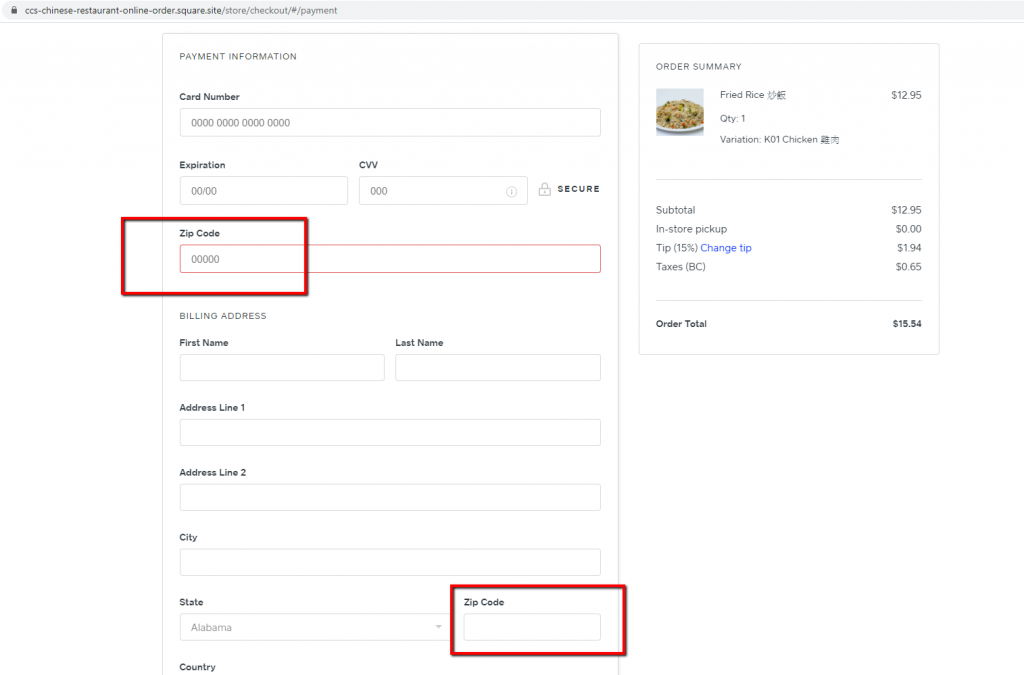 ccs-chinese-restaurant-online-order.square.site/store/checkout/#/payment
PAYMENT INFORMATION
Card Number
0000 0000 0000 0000
Expiration
CVV
00/00
000
SECURE
Zip Code
00000
BILLING ADDRESS
First Name
Last Name
Address Line 1
Address Line 2
City
State
Zip Code
Alabama
Country
ORDER SUMMARY
Fried Rice 炒飯 $12.95
Qty: 1
Variation: K01 Chicken 雞肉
Subtotal $12.95
In-store pickup $0.00
Tip (15%) Change tip $1.94
Taxes (BC) $0.65
Order Total $15.54